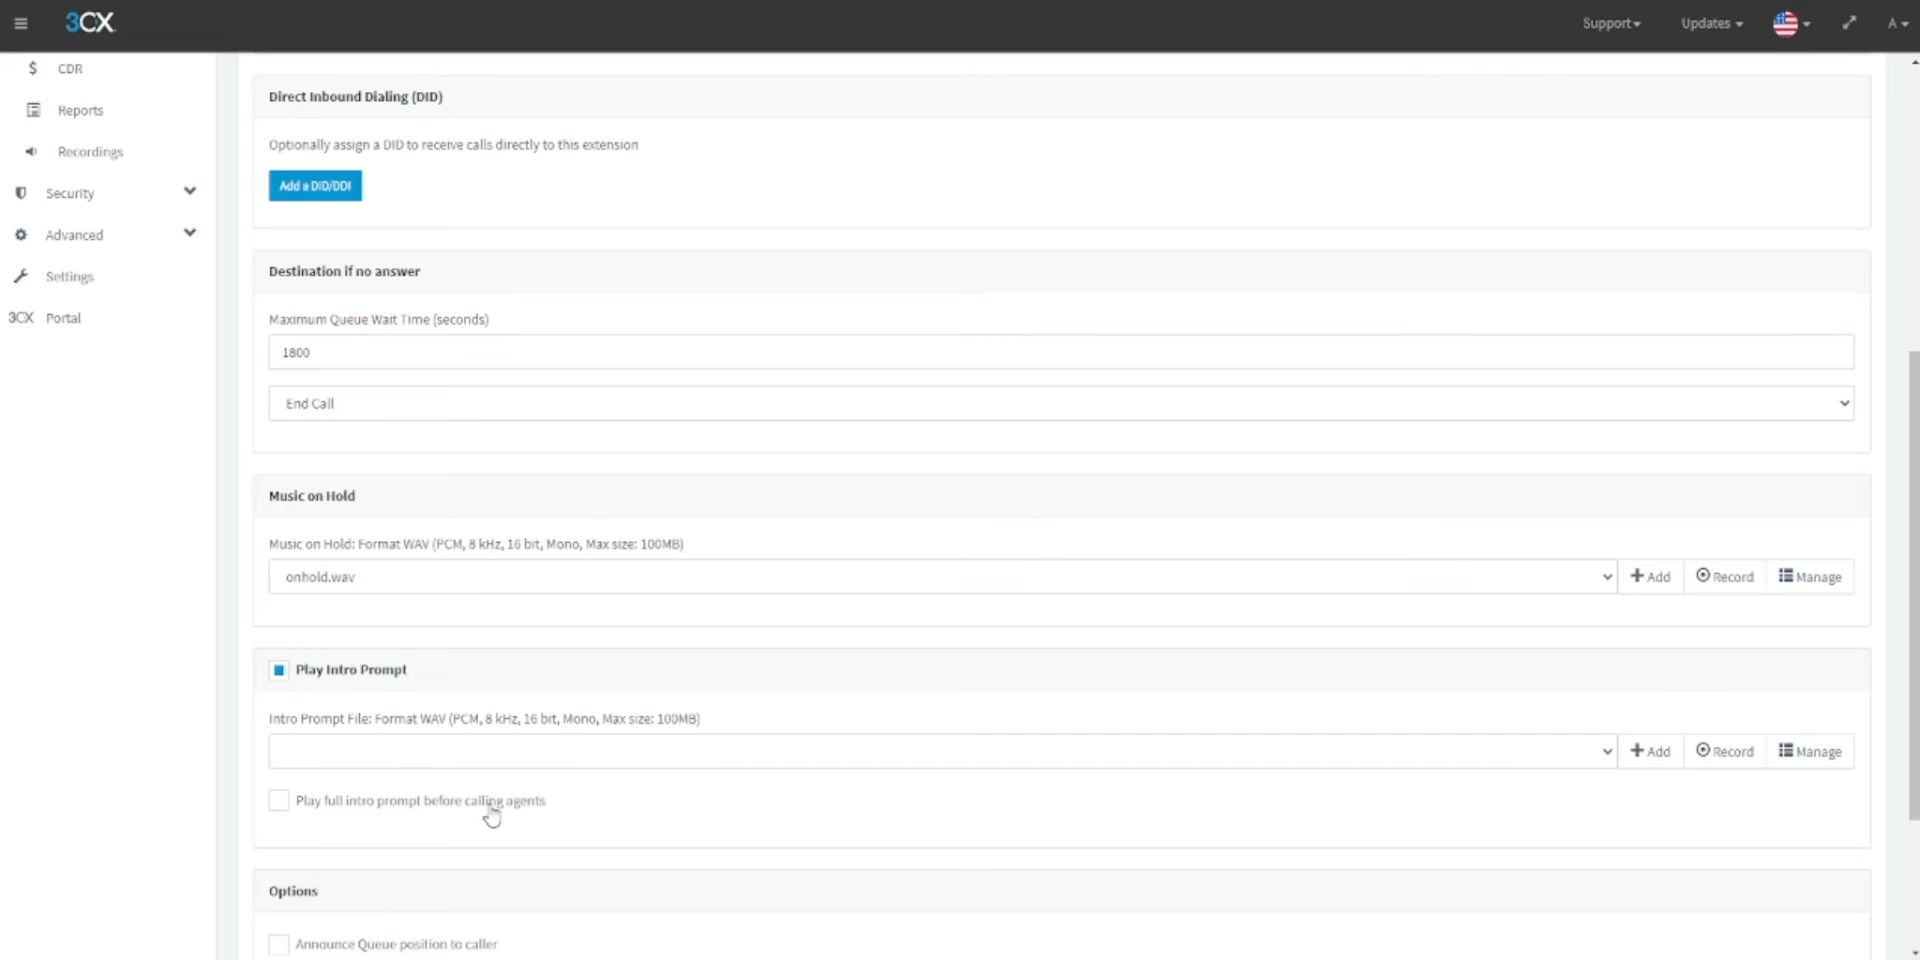 3CX
Support
Updates
A
$ CDR
Reports
Recordings
Security
Advanced
Settings
3CX Portal
Direct Inbound Dialing (DID)
Optionally assign a DID to receive calls directly to this extension
Add a DID/DDI
Destination if no answer
Maximum Queue Wait Time (seconds)
1800
End Call
Music on Hold
Music on Hold: Format WAV (PCM, 8 kHz, 16 bit, Mono, Max size: 100MB)
onhold.wav
Add Record Manage
Play Intro Prompt
Intro Prompt File: Format WAV (PCM, 8 kHz, 16 bit, Mono, Max size: 100MB)
Add Record Manage
Play full intro prompt before calling agents
Options
Announce Queue position to caller